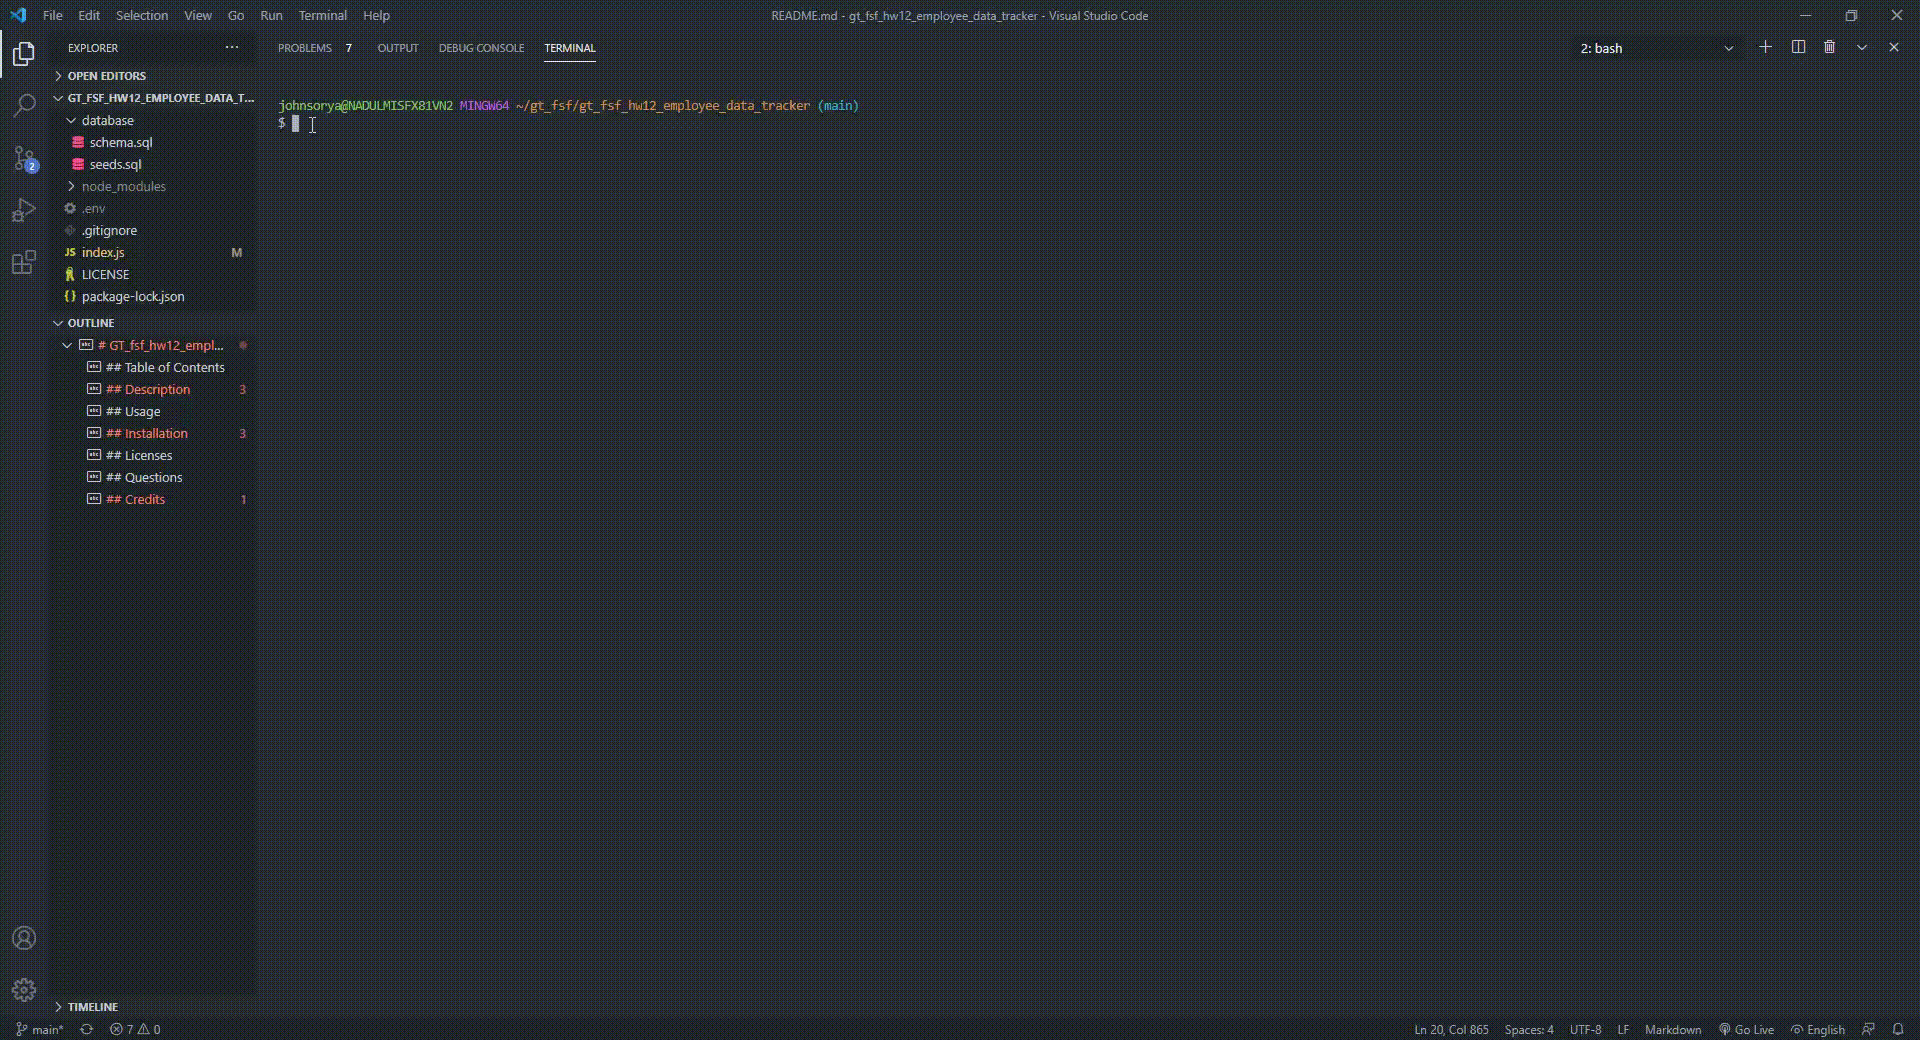 File Edit Selection View Go Run Terminal Help
README.md - gt_fsf_hw12_employee_data_tracker - Visual Studio Code
EXPLORER
OPEN EDITORS
GT_FSF_HW12_EMPLOYEE_DATA_T...
database
schema.sql
seeds.sql
node_modules
.env
.gitignore
JS index.js M
LICENSE
{} package-lock.json
OUTLINE
# GT_fsf_hw12_empl...
## Table of Contents
## Description 3
## Usage
## Installation 3
## Licenses
## Questions
## Credits 1
TIMELINE
2
PROBLEMS 7 OUTPUT DEBUG CONSOLE TERMINAL
2: bash
johnsorya@NADULMISFX81VN2 MINGW64 ~/gt_fsf/gt_fsf_hw12_employee_data_tracker (main)
$
main* 7 0
Ln 20, Col 865 Spaces: 4 UTF-8 LF Markdown Go Live English